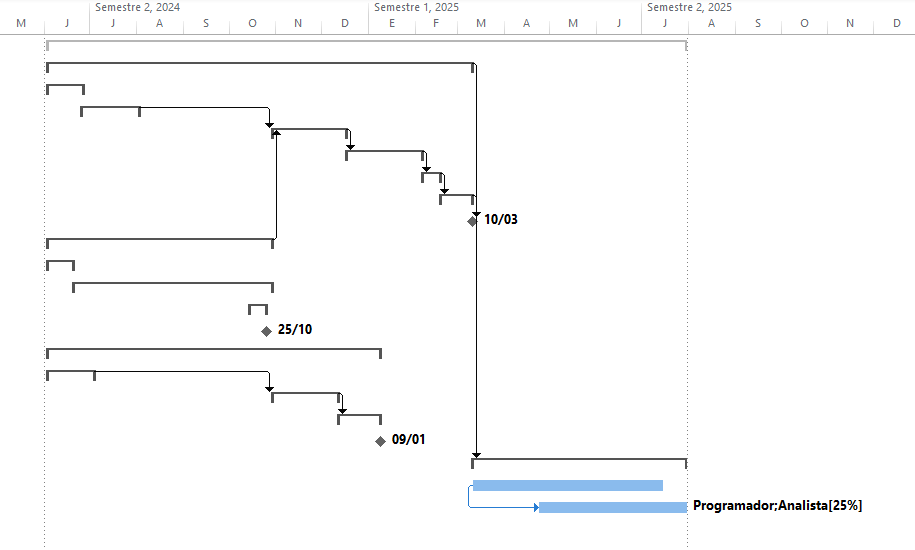 Semestre 2, 2024 Semestre 1, 2025 Semestre 2, 2025
M J J A S O N D E F M A M J J A S O N D
10/03
25/10
09/01
Programador;Analista[25%]